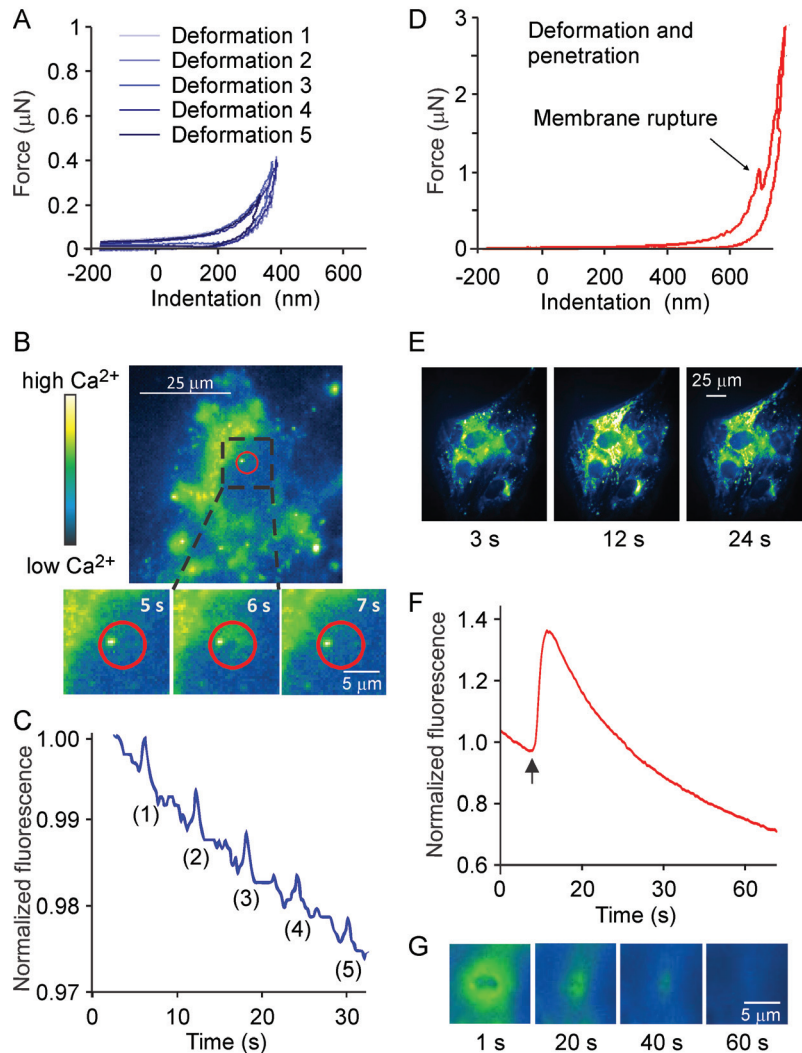 A
Deformation 1
Deformation 2
Deformation 3
Deformation 4
Deformation 5
1
0.8
0.6
0.4
0.2
0
Force (μN)
-200 0 200 400 600
Indentation (nm)
B
high Ca2+
low Ca2+
25 μm
5 s
6 s
7 s
5 μm
C
1.00
0.99
0.98
0.97
Normalized fluorescence
(1)
(2)
(3)
(4)
(5)
0 10 20 30
Time (s)
D
Deformation and
penetration
Membrane rupture
3
2
1
0
Force (μN)
-200 0 200 400 600
Indentation (nm)
E
25 μm
3 s
12 s
24 s
F
1.4
1.2
1.0
0.8
0.6
Normalized fluorescence
0 20 40 60
Time (s)
G
5 μm
1 s
20 s
40 s
60 s